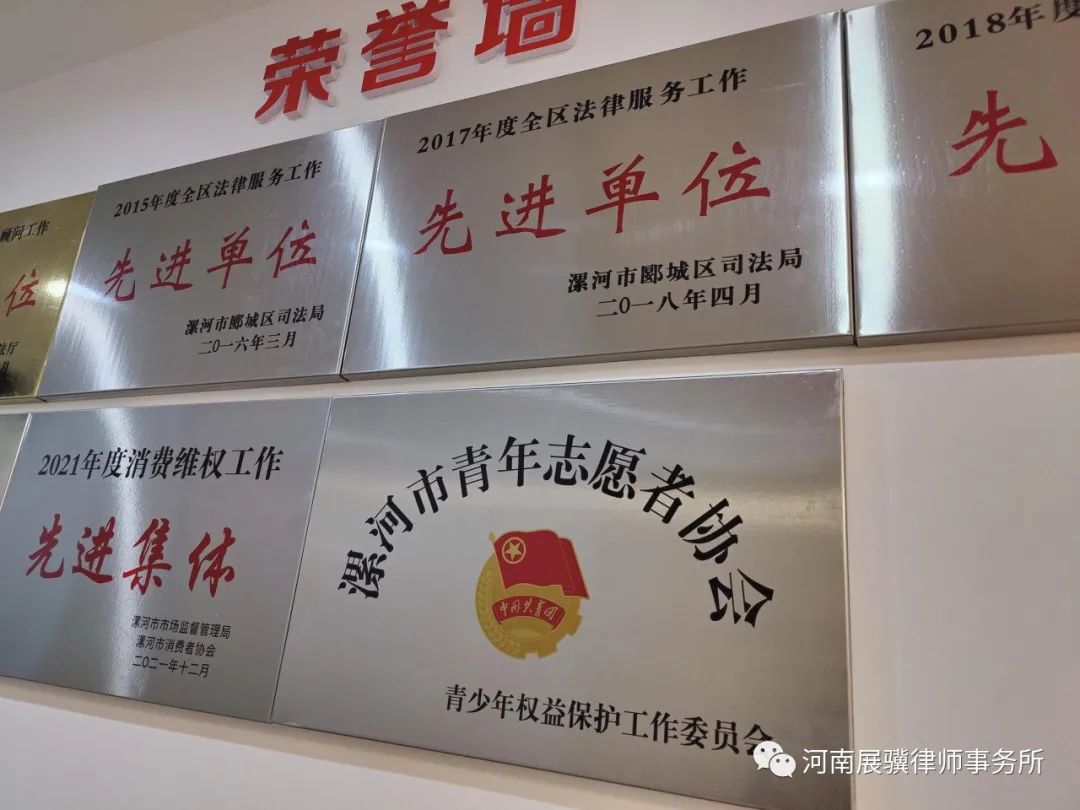 荣誉墙
顾问工作
位
法厅
月
2015年度全区法律服务工作
先进单位
漯河市郾城区司法局
二〇一六年三月
2017年度全区法律服务工作
先进单位
漯河市郾城区司法局
二〇一八年四月
2018年度
先
2021年度消费维权工作
先进集体
漯河市市场监督管理局
漯河市消费者协会
二〇二一年十二月
漯河市青年志愿者协会
中国共青团
青少年权益保护工作委员会
河南展骥律师事务所